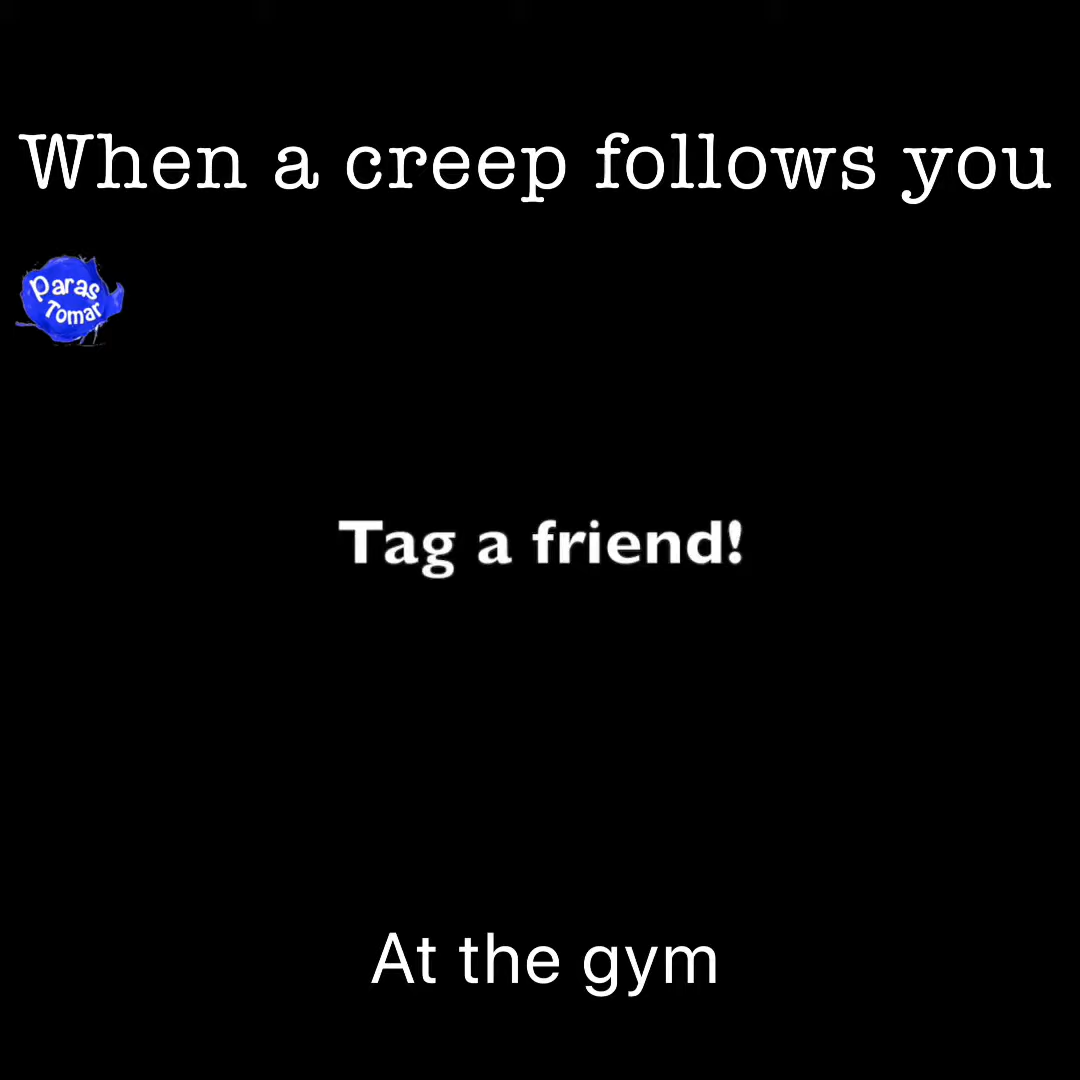 When a creep follows you
Paras
Tomar
Tag a friend!
At the gym